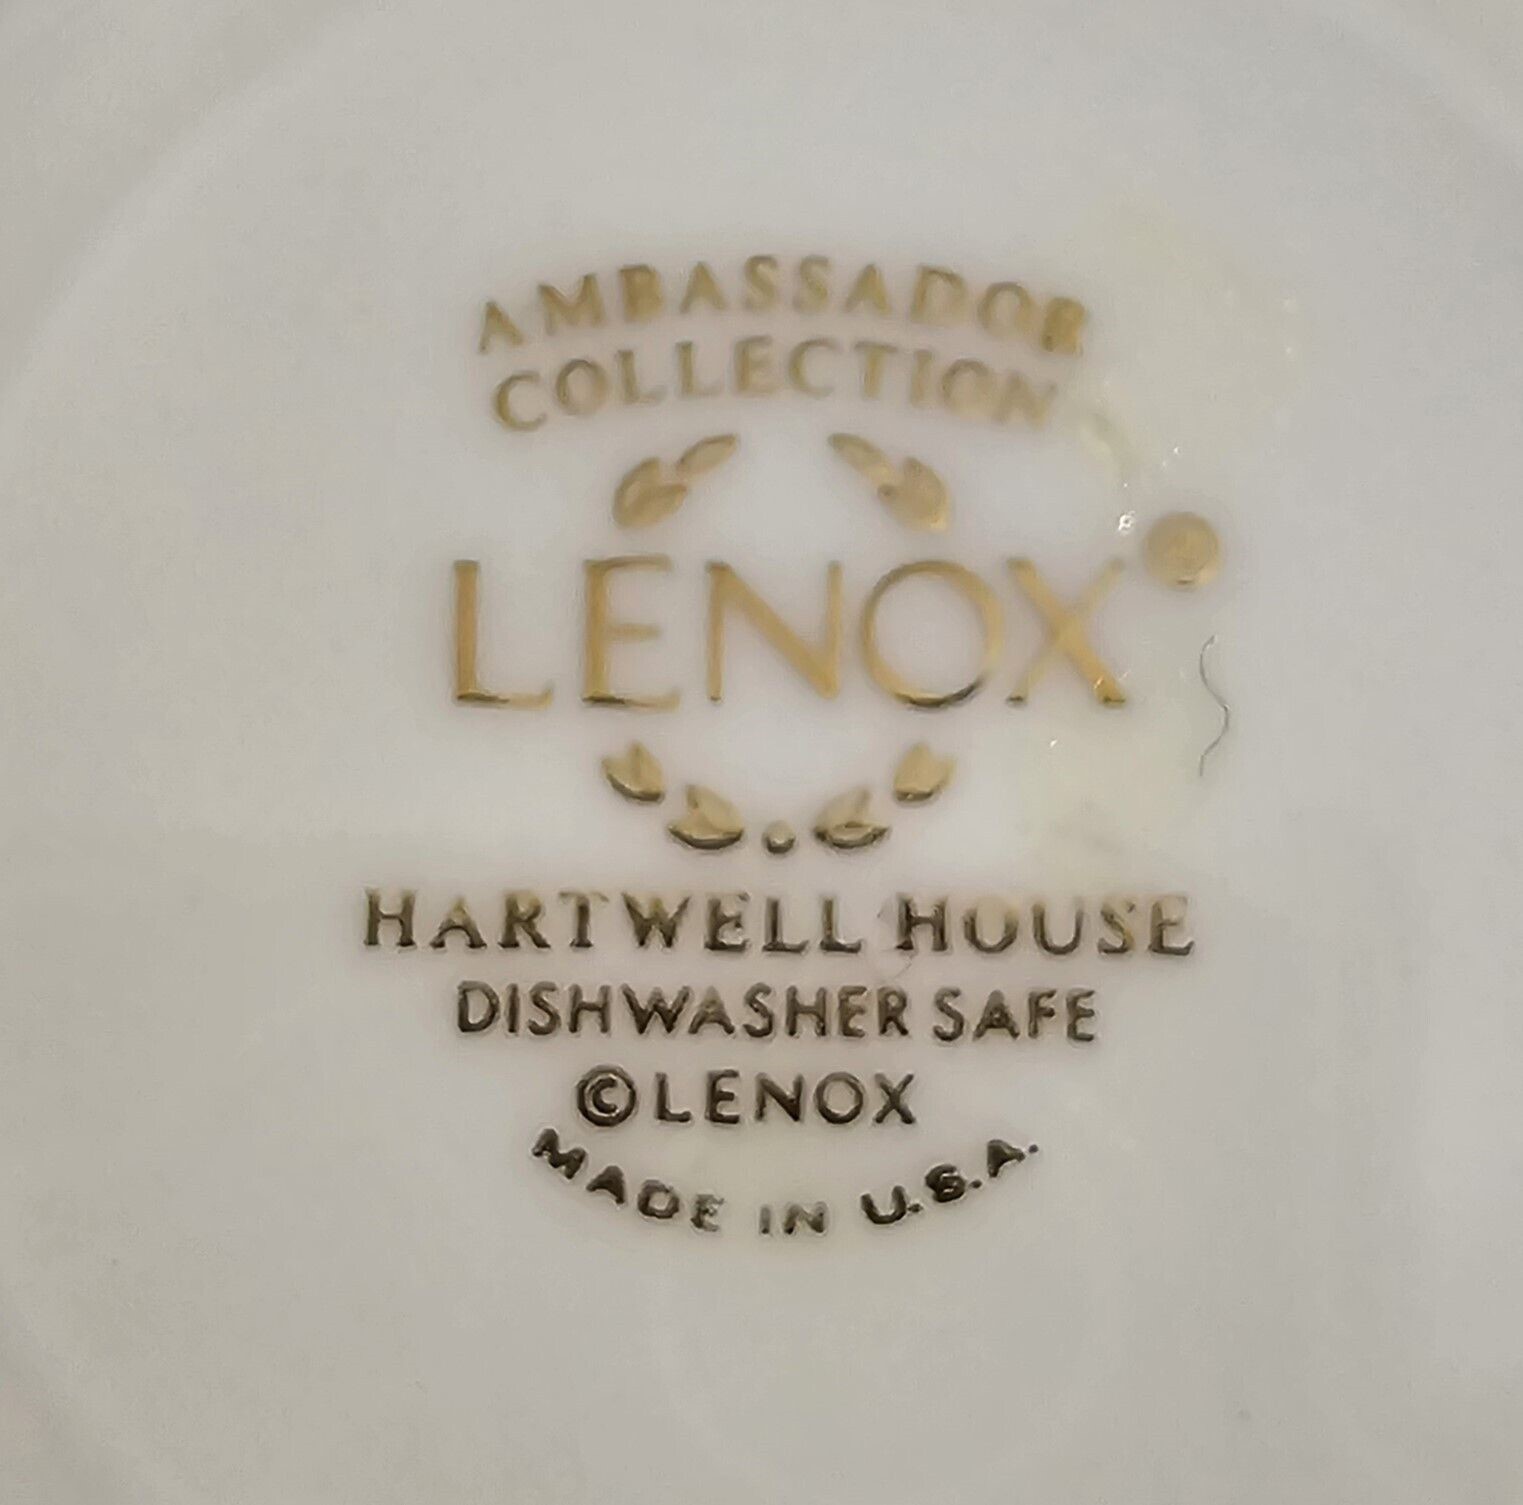 AMBASSADOR
COLLECTION
LENOX
HARTWELL HOUSE
DISHWASHER SAFE
©LENOX
MADE IN U.S.A.